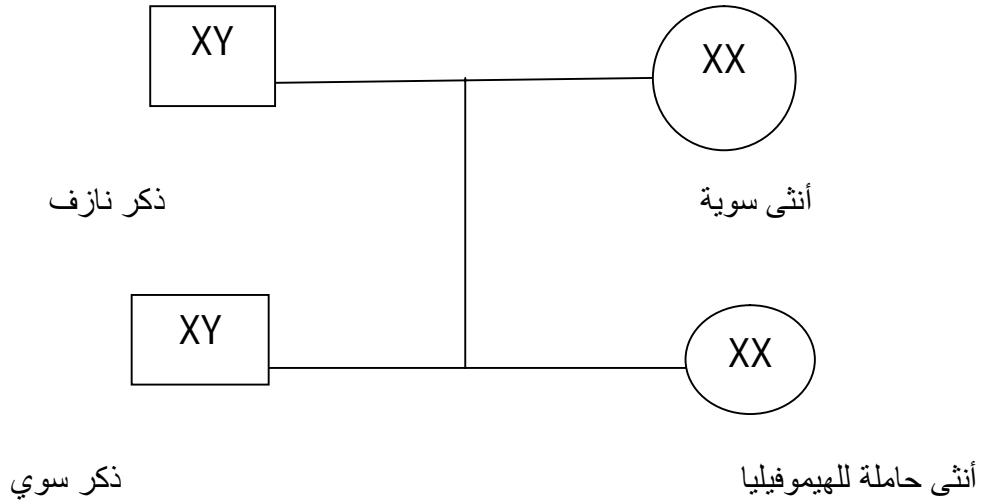 XY
XX
ذكر نازف
أنثى سوية
XY
XX
ذكر سوي
أنثى حاملة للهيموفيليا